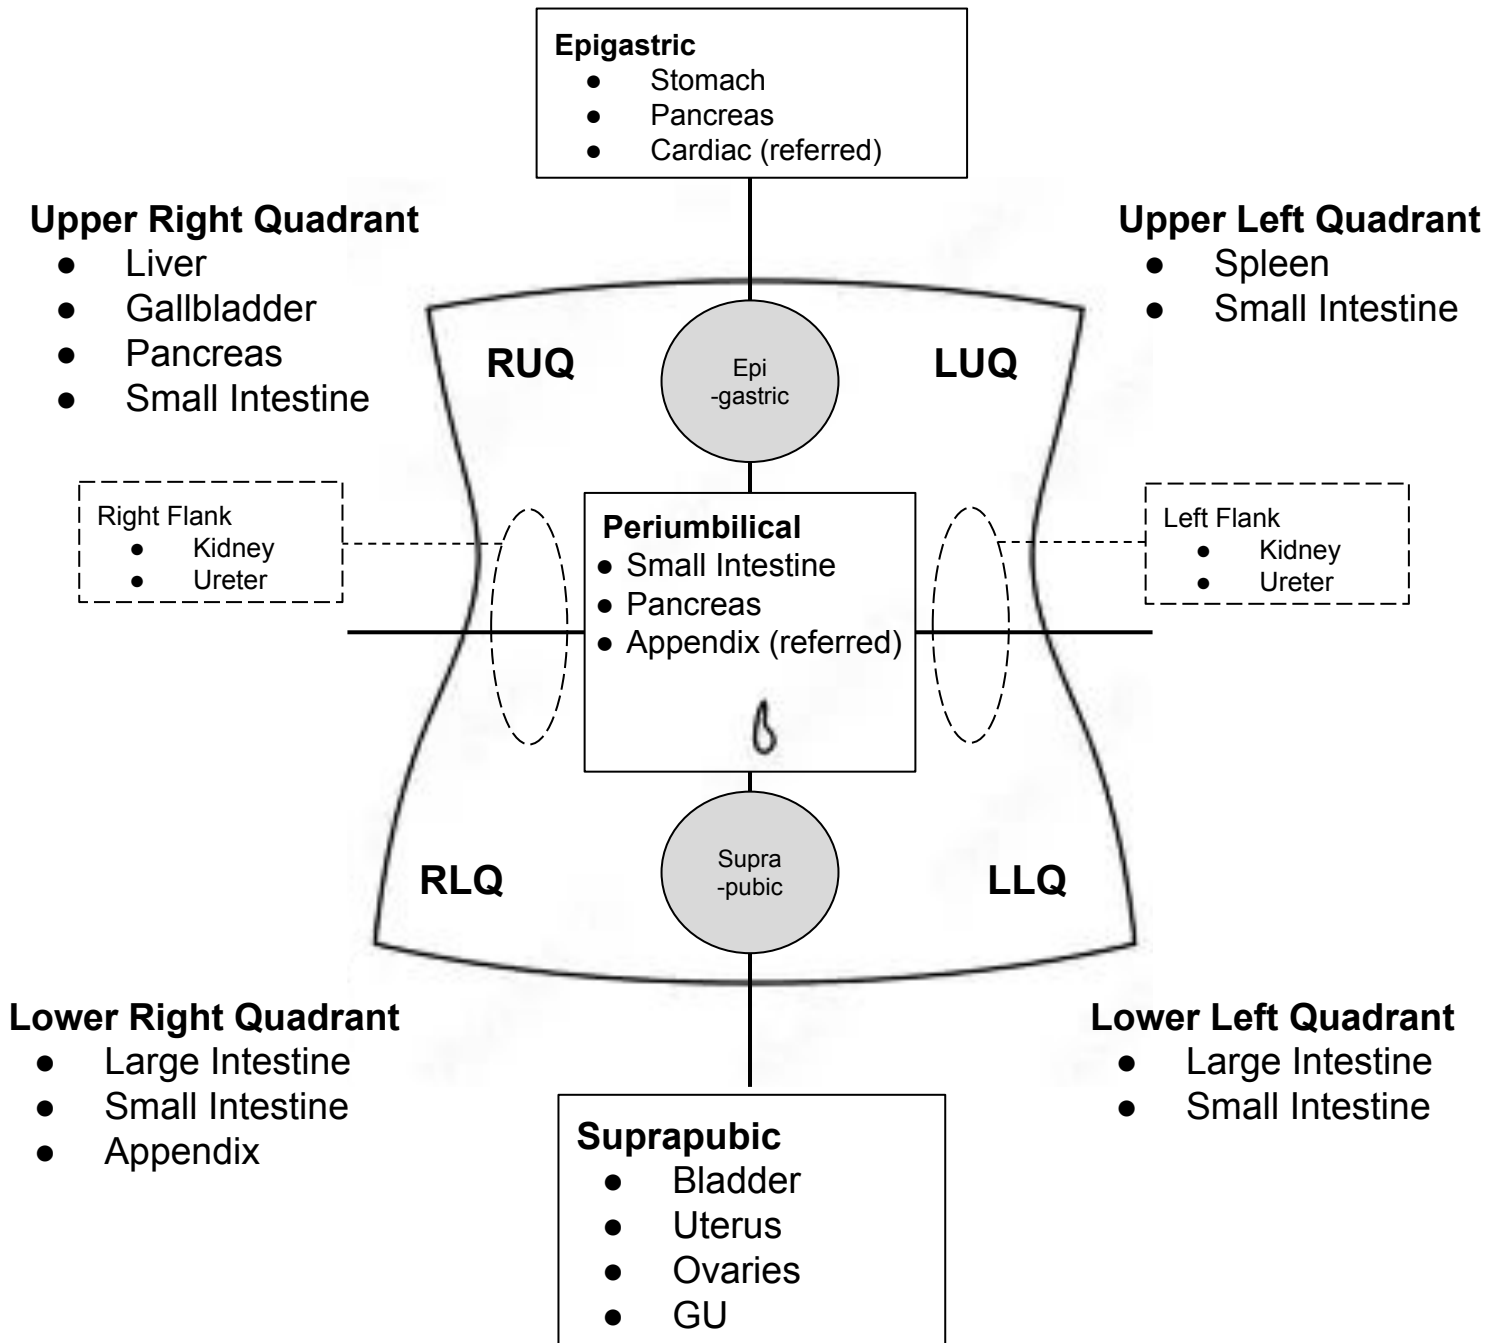 Epigastric
● Stomach
● Pancreas
● Cardiac (referred)
Upper Right Quadrant
● Liver
● Gallbladder
● Pancreas
● Small Intestine
Upper Left Quadrant
● Spleen
● Small Intestine
RUQ
Epi
-gastric
LUQ
Right Flank
● Kidney
● Ureter
Periumbilical
● Small Intestine
● Pancreas
● Appendix (referred)
Left Flank
● Kidney
● Ureter
RLQ
Supra
-pubic
LLQ
Lower Right Quadrant
● Large Intestine
● Small Intestine
● Appendix
Lower Left Quadrant
● Large Intestine
● Small Intestine
Suprapubic
● Bladder
● Uterus
● Ovaries
● GU